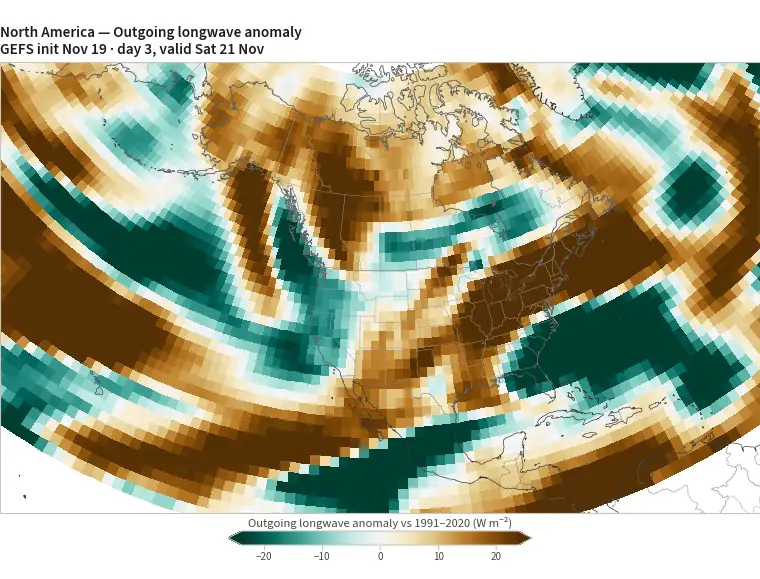 North America — Outgoing longwave anomaly
GEFS init Nov 19 · day 3, valid Sat 21 Nov
Outgoing longwave anomaly vs 1991–2020 (W m⁻²)
−20 −10 0 10 20